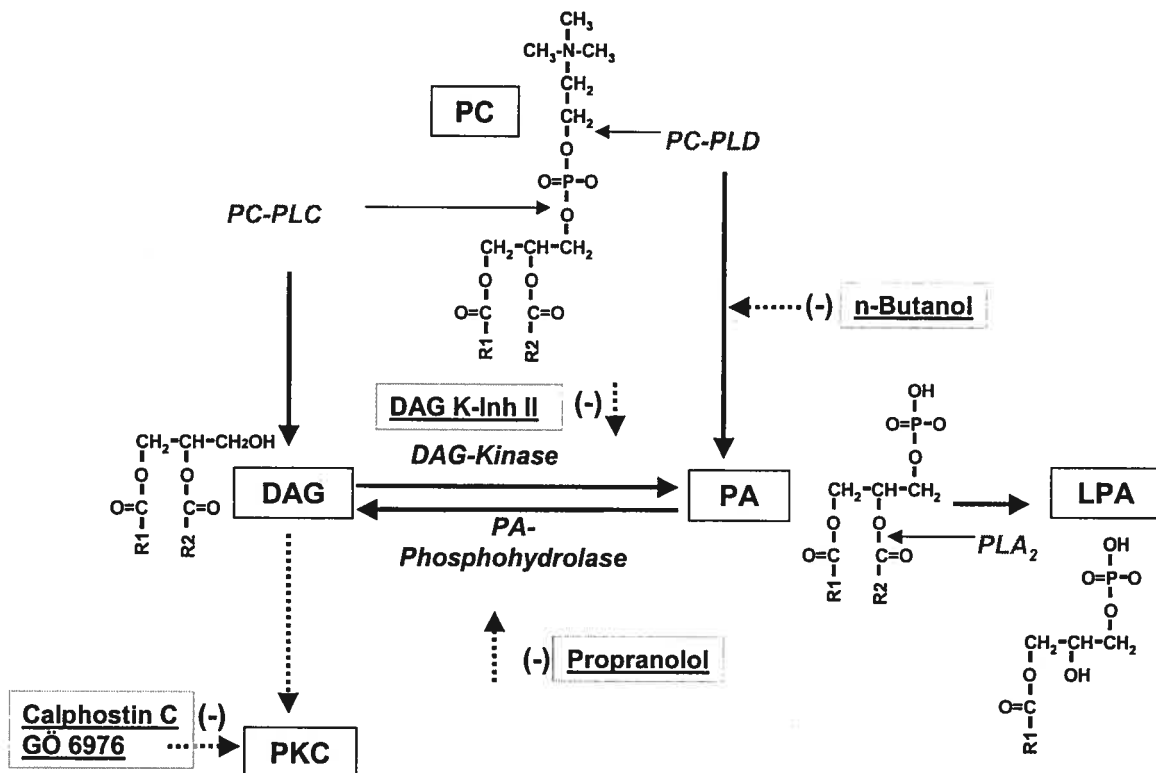 CH₃
CH₃-N-CH₃
CH₂
PC
CH₂
PC-PLD
O
O=P-O
PC-PLC
O
CH₂-CH-CH₂
O O
O=C C=O
R1 R2
(-) n-Butanol
DAG K-Inh II (-)
DAG-Kinase
CH₂-CH-CH₂OH
O O
O=C C=O
R1 R2
DAG
PA
PA-
Phosphohydrolase
OH
O=P-O
O
CH₂-CH-CH₂
O O
O=C C=O
R1 R2
PLA₂
LPA
OH
O=P-O
O
CH₂-CH-CH₂
O OH
O=C
R1
(-) Propranolol
Calphostin C (-)
GÖ 6976
PKC